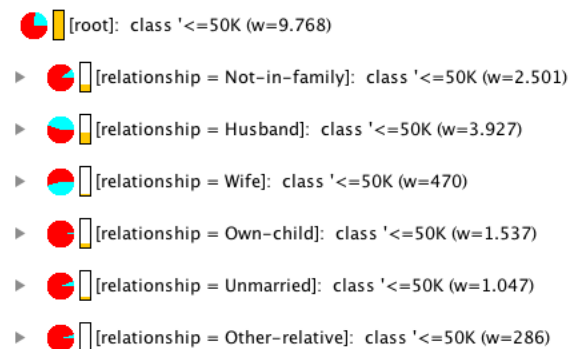 [root]: class '<=50K (w=9.768)
[relationship = Not-in-family]: class '<=50K (w=2.501)
[relationship = Husband]: class '<=50K (w=3.927)
[relationship = Wife]: class '<=50K (w=470)
[relationship = Own-child]: class '<=50K (w=1.537)
[relationship = Unmarried]: class '<=50K (w=1.047)
[relationship = Other-relative]: class '<=50K (w=286)